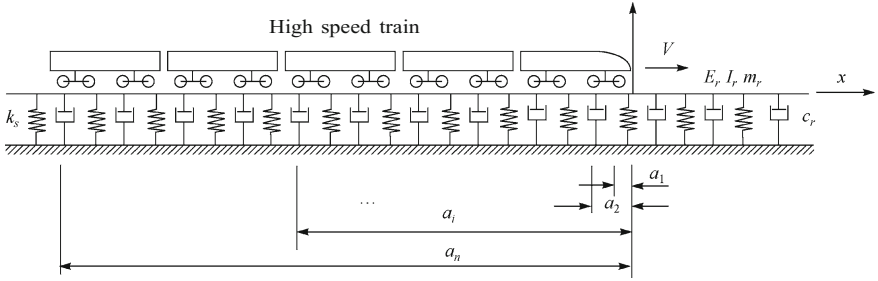 High speed train
V
E_r I_r m_r
x
k_s
c_r
a_1
a_2
...
a_i
a_n